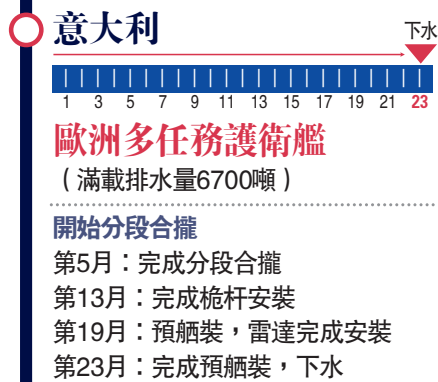 意大利
下水
1 3 5 7 9 11 13 15 17 19 21 23
歐洲多任務護衛艦
（滿載排水量6700噸）
開始分段合攏
第5月：完成分段合攏
第13月：完成桅杆安裝
第19月：預舾裝，雷達完成安裝
第23月：完成預舾裝，下水